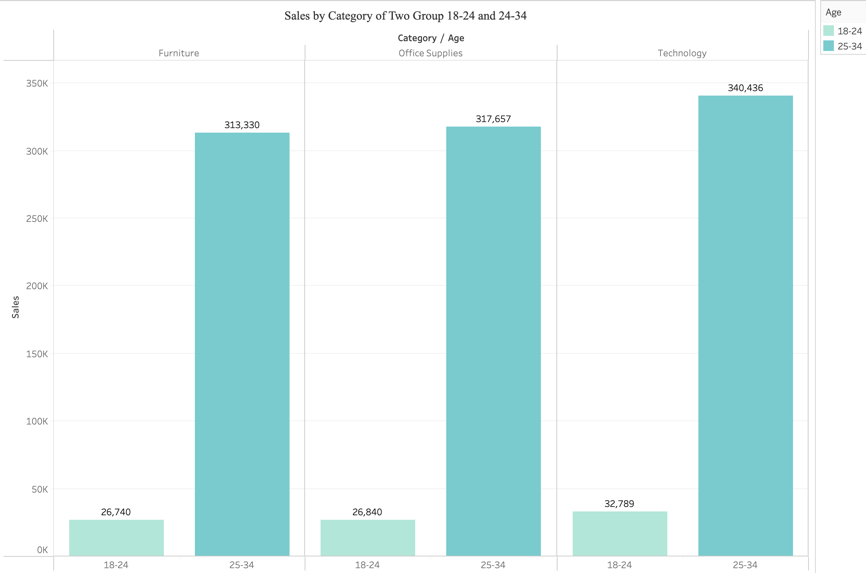 Sales by Category of Two Group 18-24 and 24-34
Category / Age
Furniture
Office Supplies
Technology
Sales
350K
300K
250K
200K
150K
100K
50K
0K
26,740
313,330
26,840
317,657
32,789
340,436
18-24
25-34
18-24
25-34
18-24
25-34
Age
18-24
25-34